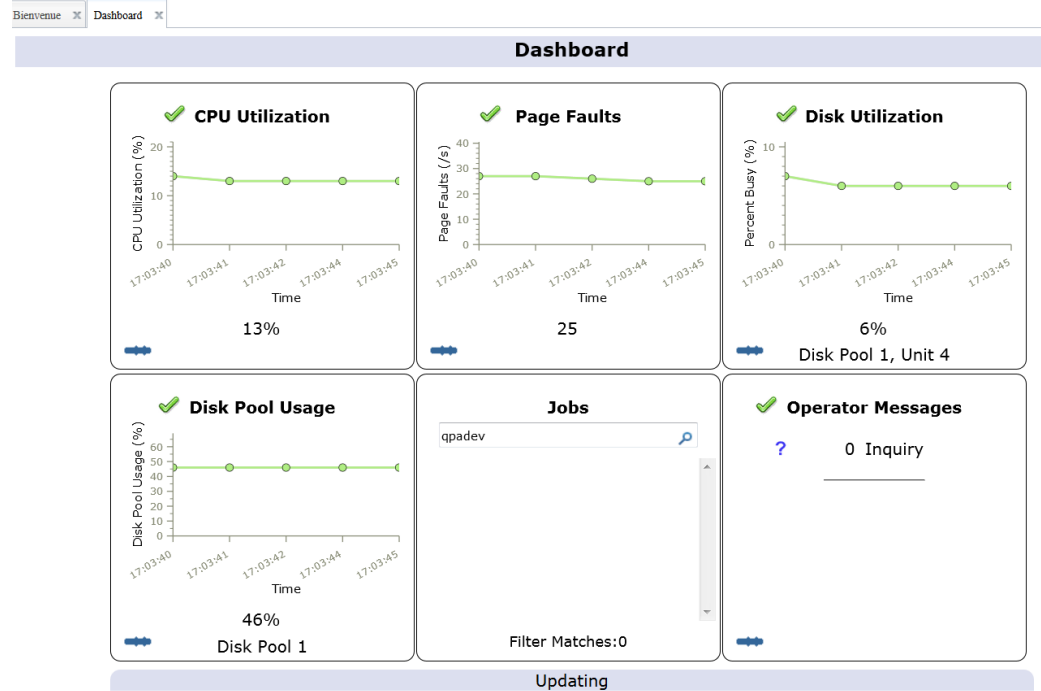 Bienvenue
Dashboard
Dashboard
CPU Utilization
CPU Utilization (%)
20
10
0
17:03:40 17:03:41 17:03:42 17:03:44 17:03:45
Time
13%
Page Faults
Page Faults (/s)
40
30
20
10
0
17:03:40 17:03:41 17:03:42 17:03:44 17:03:45
Time
25
Disk Utilization
Percent Busy (%)
10
0
17:03:40 17:03:41 17:03:42 17:03:44 17:03:45
Time
6%
Disk Pool 1, Unit 4
Disk Pool Usage
Disk Pool Usage (%)
60
50
40
30
20
10
0
17:03:40 17:03:41 17:03:42 17:03:44 17:03:45
Time
46%
Disk Pool 1
Jobs
qpadev
Filter Matches:0
Operator Messages
? 0 Inquiry
Updating